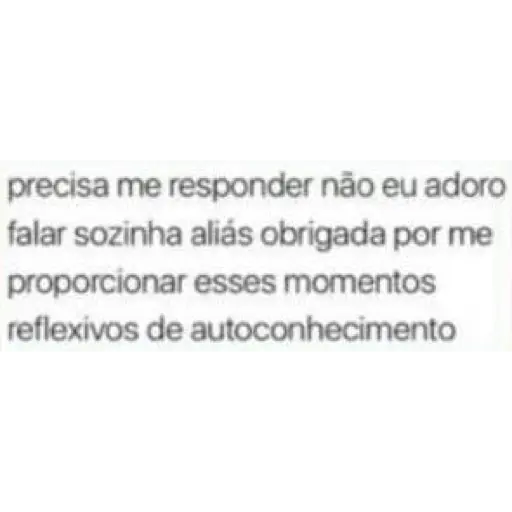 precisa me responder não eu adoro
falar sozinha aliás obrigada por me
proporcionar esses momentos
reflexivos de autoconhecimento